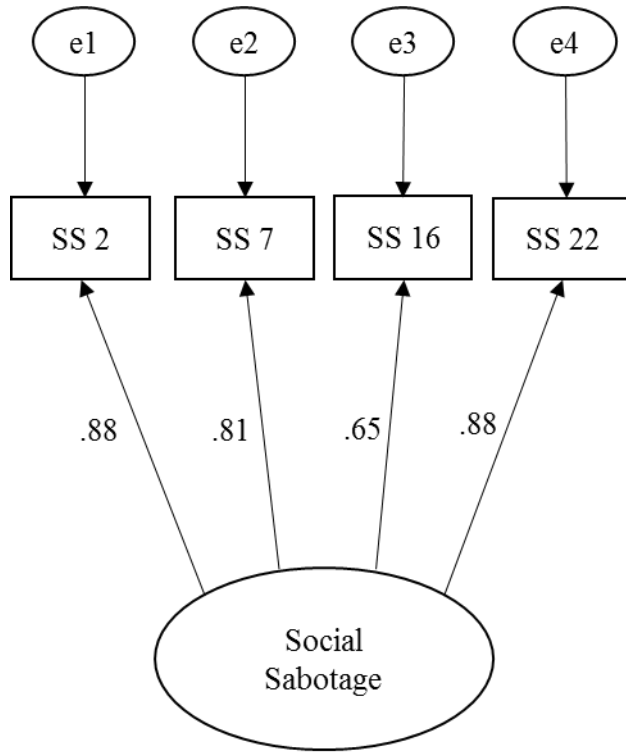 e1 e2 e3 e4
SS 2 SS 7 SS 16 SS 22
.88 .81 .65 .88
Social
Sabotage